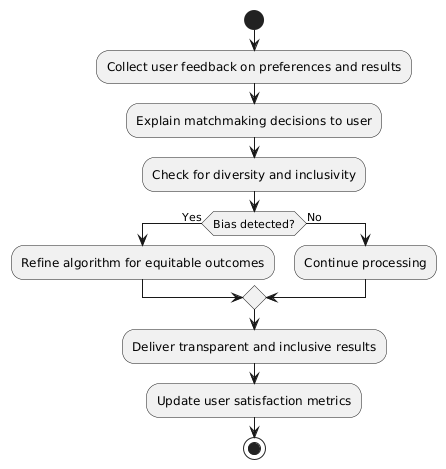 Collect user feedback on preferences and results
Explain matchmaking decisions to user
Check for diversity and inclusivity
Yes
Bias detected?
No
Refine algorithm for equitable outcomes
Continue processing
Deliver transparent and inclusive results
Update user satisfaction metrics